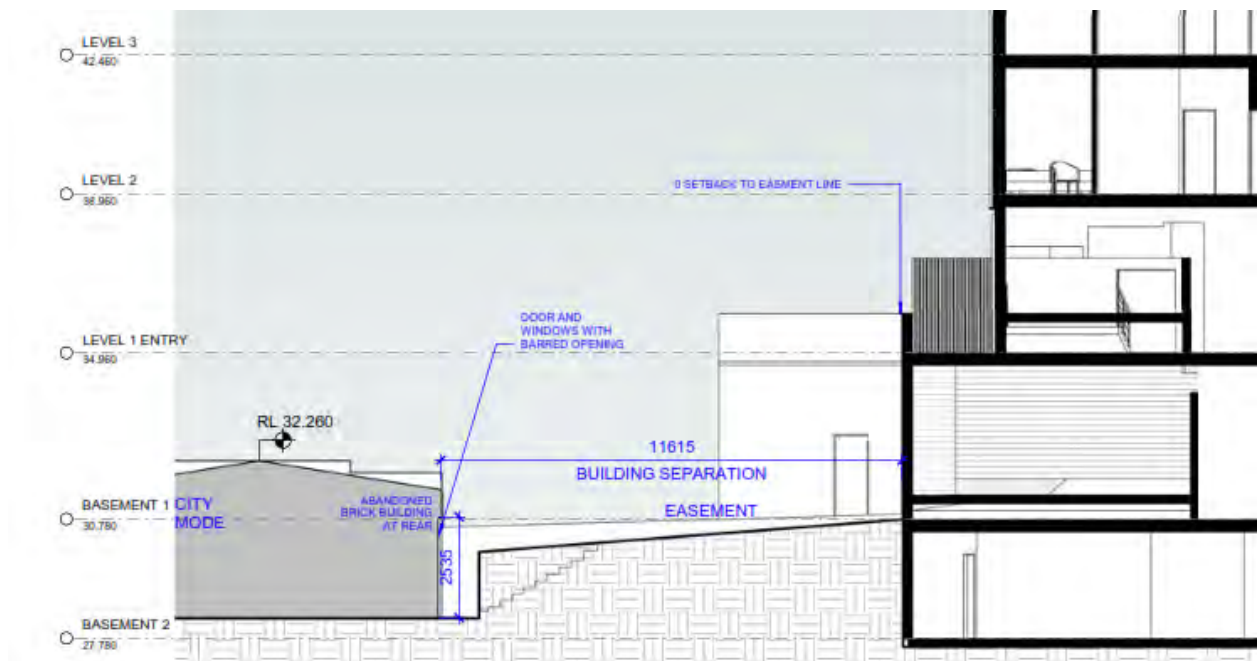 LEVEL 3
42.460
LEVEL 2
38.960
0 SETBACK TO EASMENT LINE
DOOR AND
WINDOWS WITH
BARRED OPENING
LEVEL 1 ENTRY
34.960
RL 32.260
11615
BUILDING SEPARATION
BASEMENT 1
30.780
CITY
MODE
ABANDONED
BRICK BUILDING
AT REAR
EASEMENT
2535
BASEMENT 2
27.780